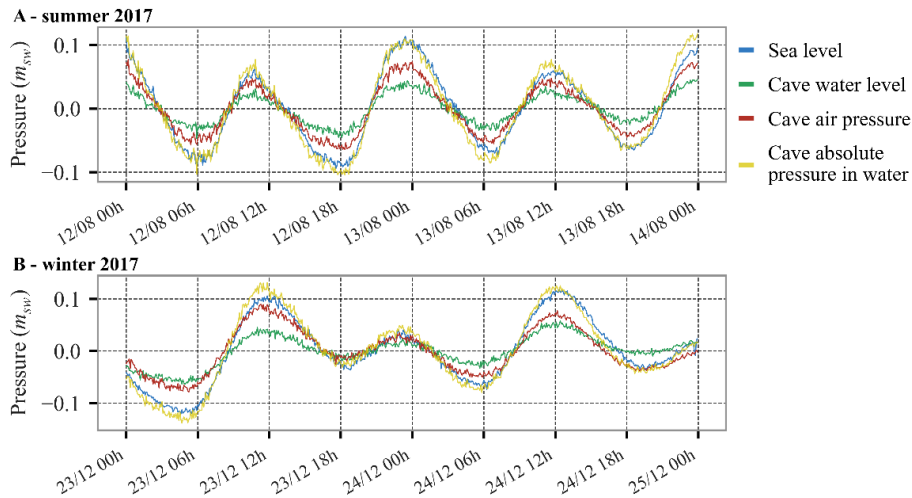 A - summer 2017
Pressure (m_sw)
0.1
0.0
−0.1
12/08 00h
12/08 06h
12/08 12h
12/08 18h
13/08 00h
13/08 06h
13/08 12h
13/08 18h
14/08 00h
Sea level
Cave water level
Cave air pressure
Cave absolute
pressure in water
B - winter 2017
Pressure (m_sw)
0.1
0.0
−0.1
23/12 00h
23/12 06h
23/12 12h
23/12 18h
24/12 00h
24/12 06h
24/12 12h
24/12 18h
25/12 00h